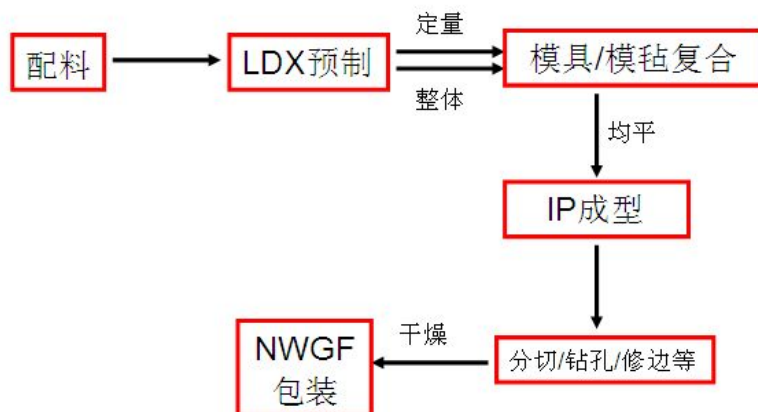 配料
LDX预制
定量
整体
模具/模毡复合
均平
IP成型
分切/钻孔/修边等
干燥
NWGF
包装